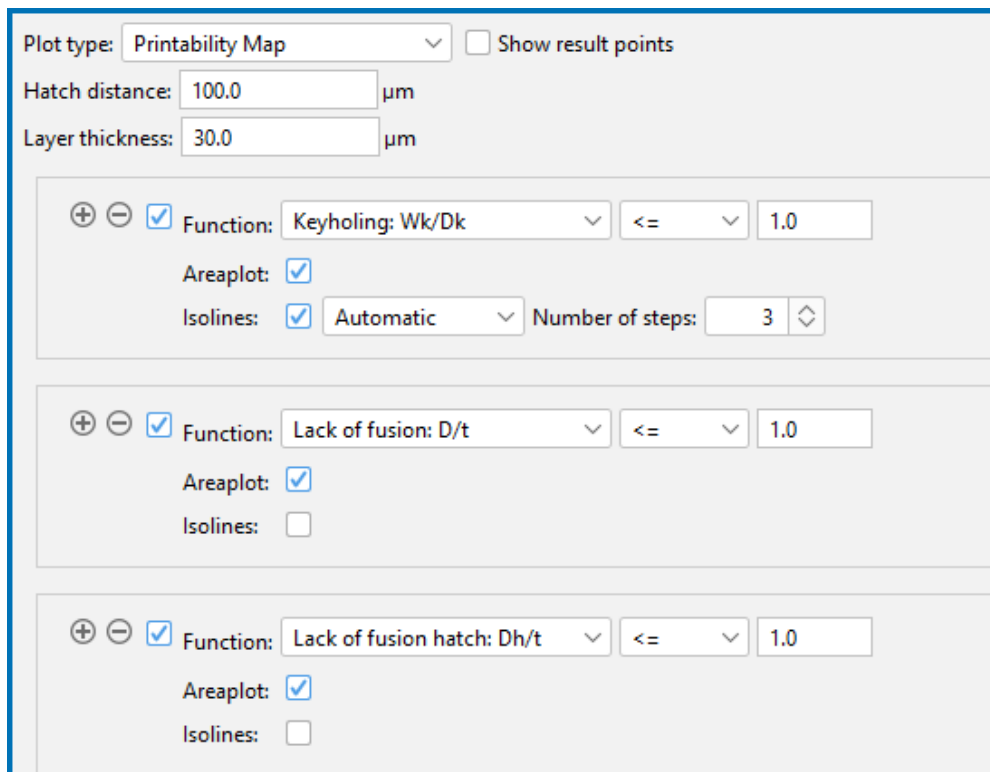 Plot type: Printability Map Show result points
Hatch distance: 100.0 μm
Layer thickness: 30.0 μm
Function: Keyholing: Wk/Dk <= 1.0
Areaplot:
Isolines: Automatic Number of steps: 3
Function: Lack of fusion: D/t <= 1.0
Areaplot:
Isolines:
Function: Lack of fusion hatch: Dh/t <= 1.0
Areaplot:
Isolines: